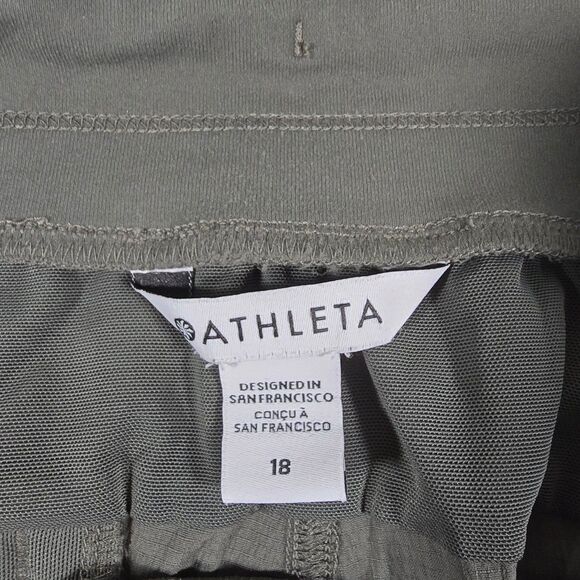 ATHLETA
DESIGNED IN
SAN FRANCISCO
CONÇU À
SAN FRANCISCO
18